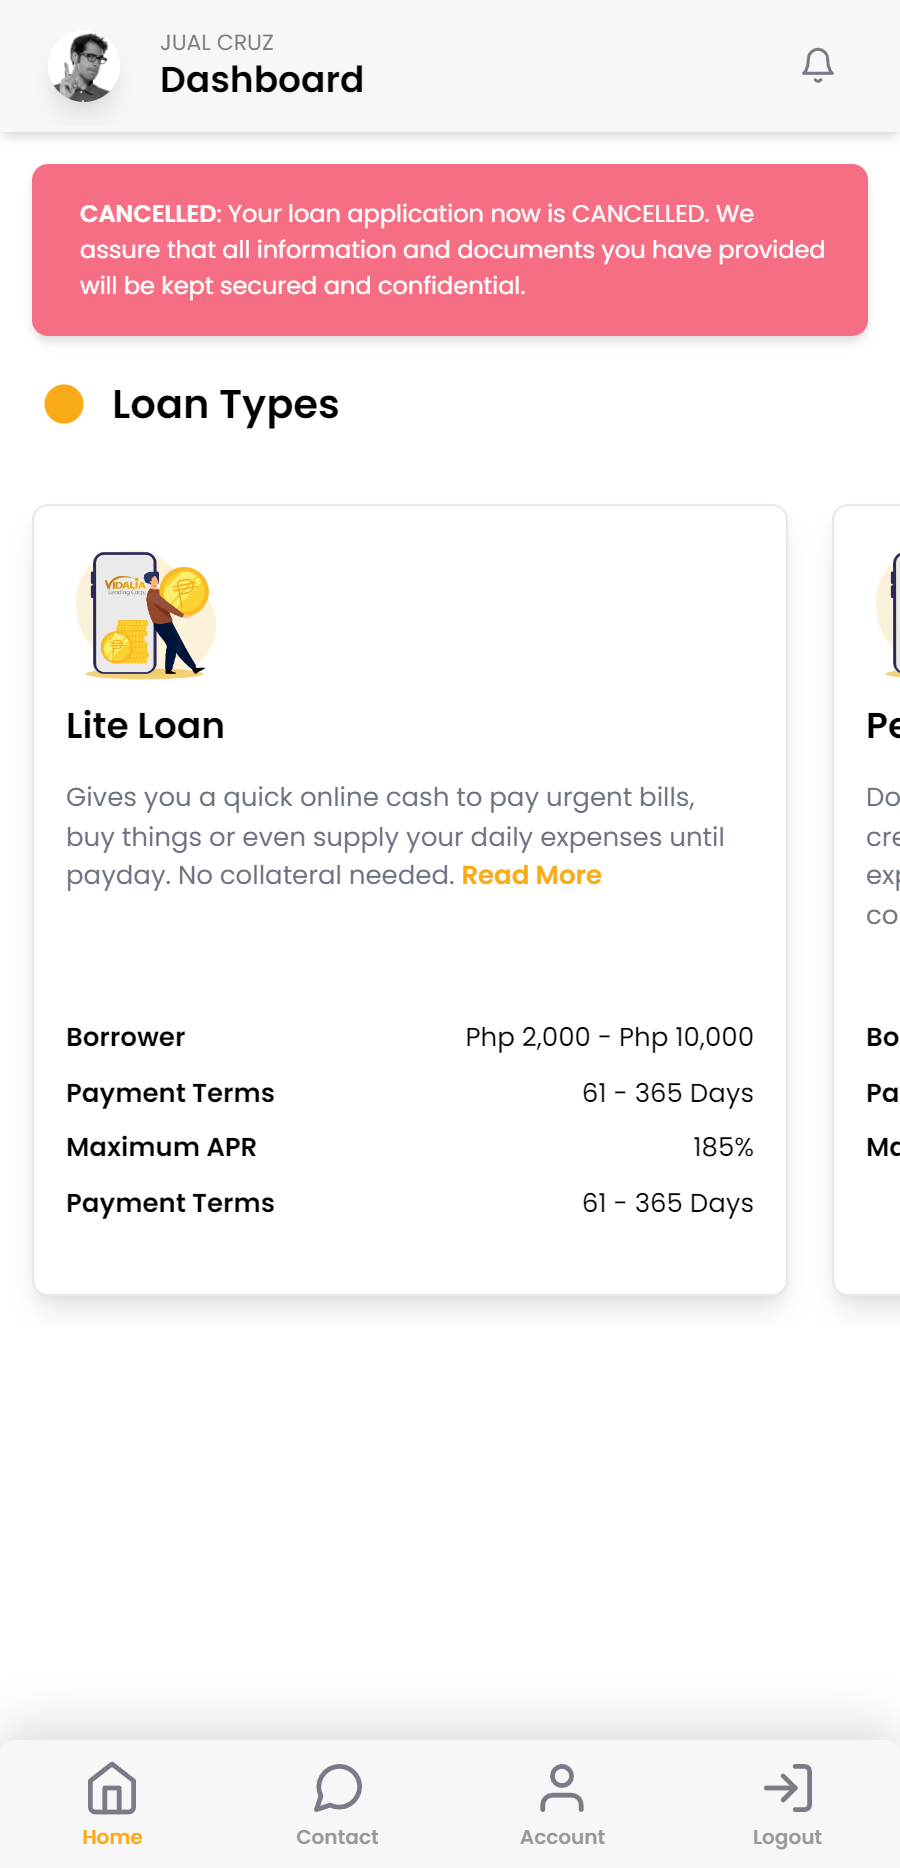 JUAL CRUZ
Dashboard
CANCELLED: Your loan application now is CANCELLED. We
assure that all information and documents you have provided
will be kept secured and confidential.
Loan Types
VIDALIA
Lending Corp.
Lite Loan
Gives you a quick online cash to pay urgent bills,
buy things or even supply your daily expenses until
payday. No collateral needed. Read More
Borrower Php 2,000 - Php 10,000
Payment Terms 61 - 365 Days
Maximum APR 185%
Payment Terms 61 - 365 Days
Pe
Do
cre
exp
co
Bo
Pa
Ma
Home
Contact
Account
Logout